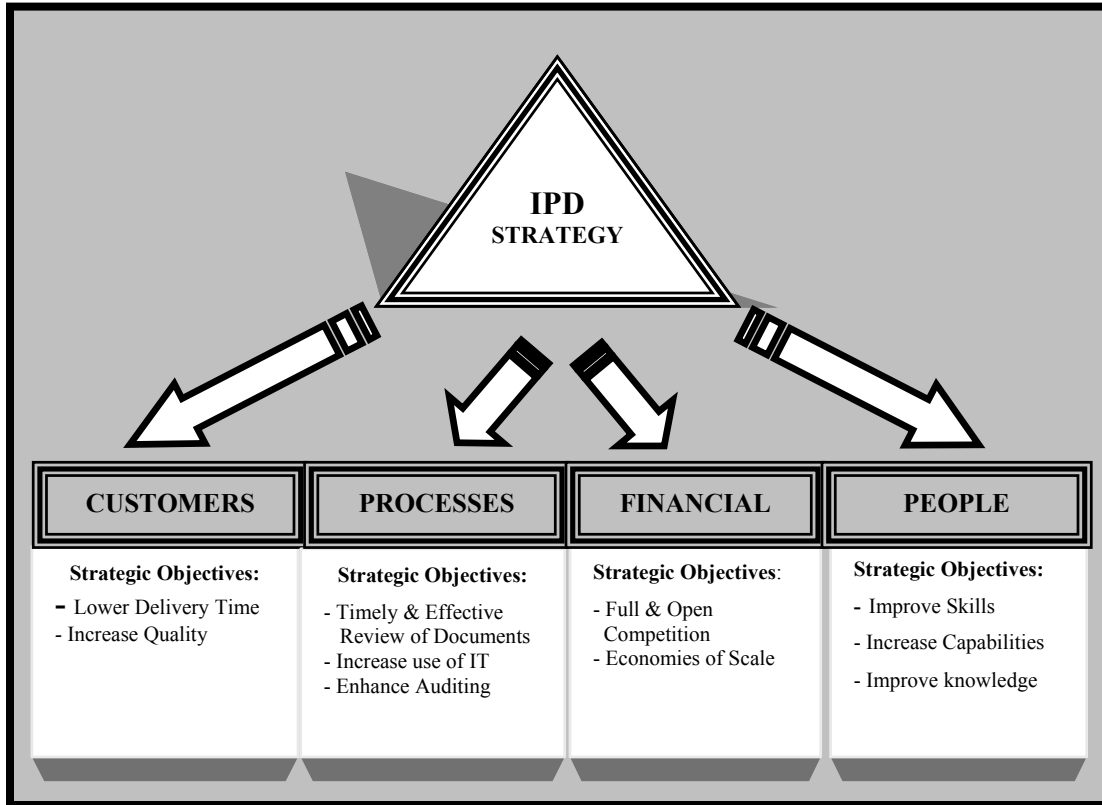 IPD
STRATEGY
CUSTOMERS
Strategic Objectives:
- Lower Delivery Time
- Increase Quality
PROCESSES
Strategic Objectives:
- Timely & Effective
Review of Documents
- Increase use of IT
- Enhance Auditing
FINANCIAL
Strategic Objectives:
- Full & Open
Competition
- Economies of Scale
PEOPLE
Strategic Objectives:
- Improve Skills
- Increase Capabilities
- Improve knowledge